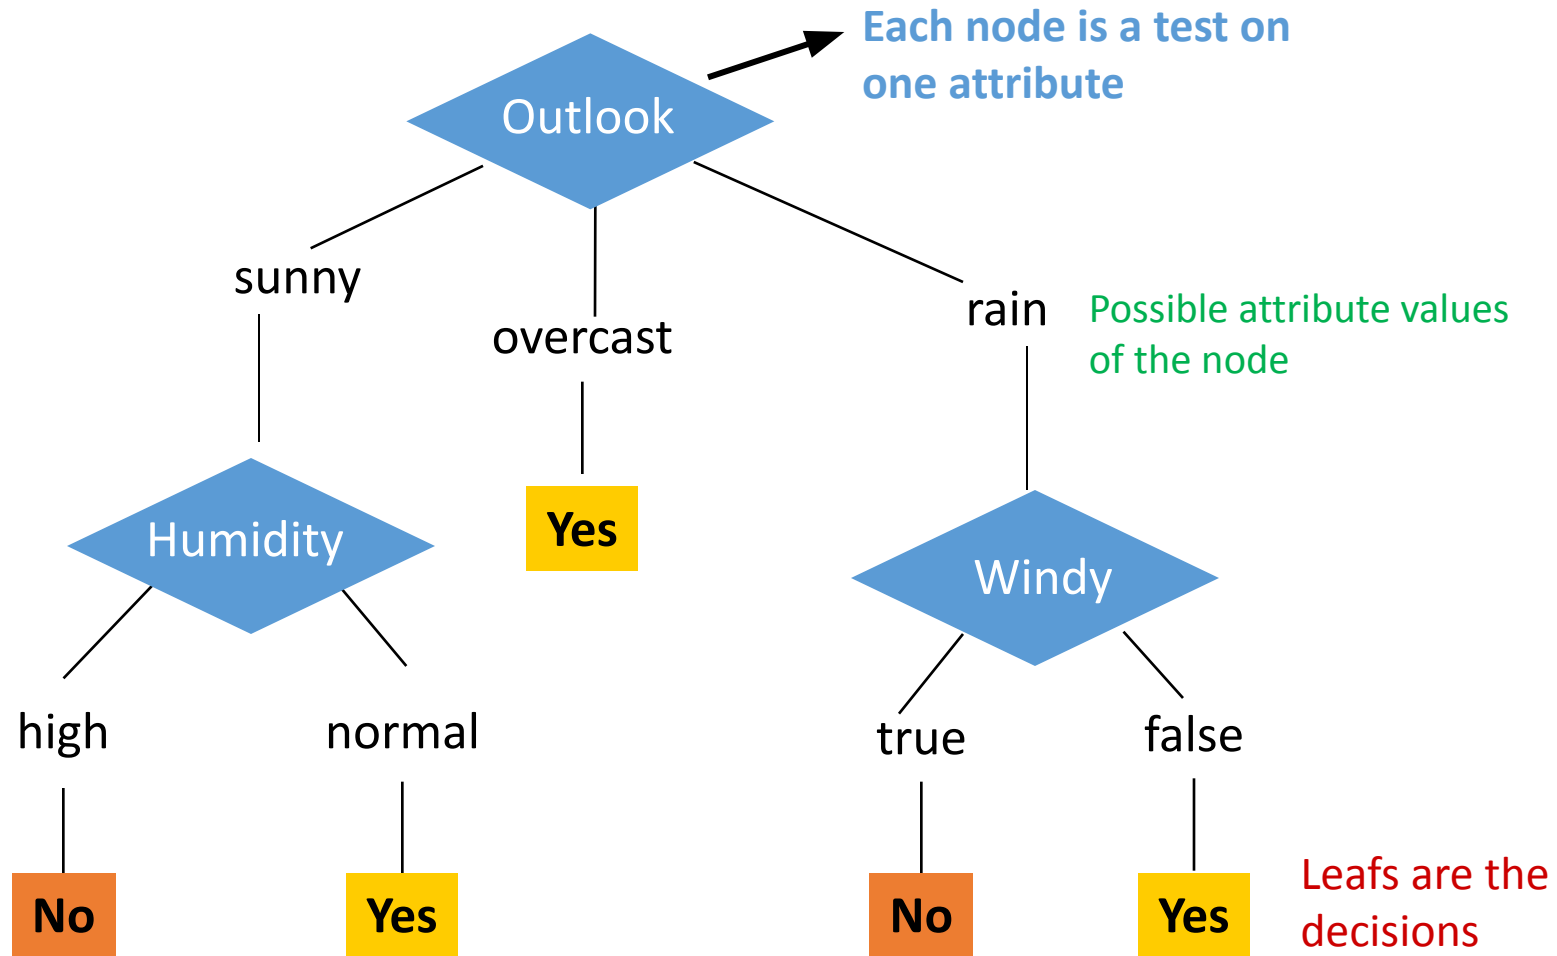 Each node is a test on
one attribute
Outlook
sunny
overcast
rain
Possible attribute values
of the node
Humidity
Yes
Windy
high
normal
true
false
No
Yes
No
Yes
Leafs are the
decisions